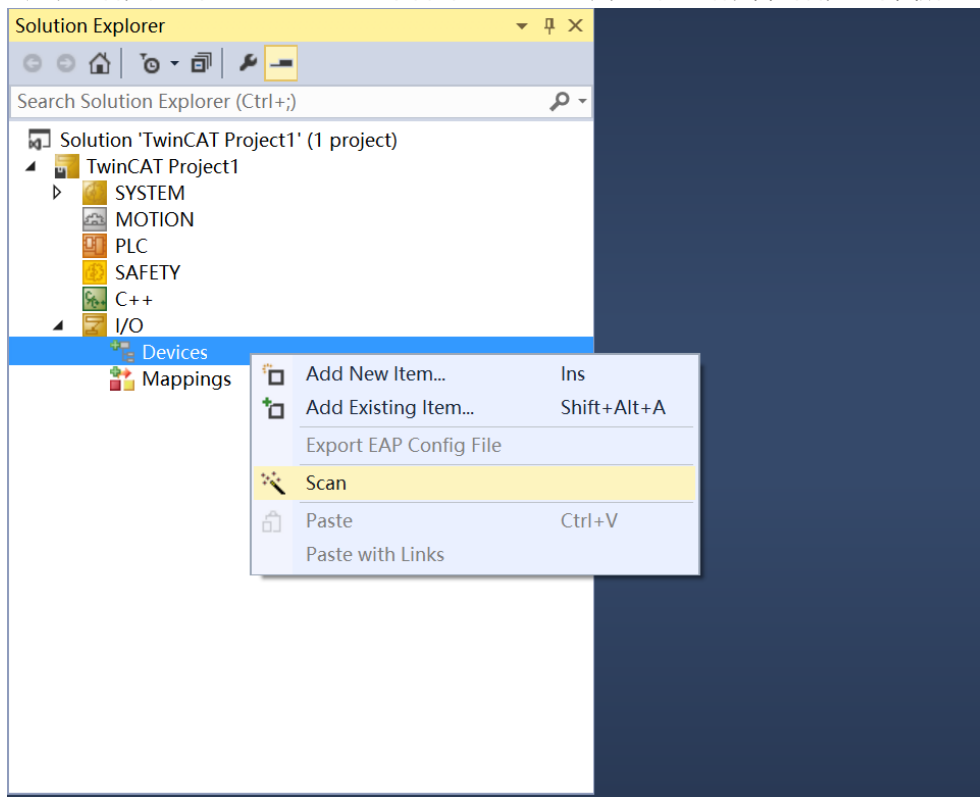 Solution Explorer
Search Solution Explorer (Ctrl+;)
Solution 'TwinCAT Project1' (1 project)
TwinCAT Project1
SYSTEM
MOTION
PLC
SAFETY
C++
I/O
Devices
Mappings
Add New Item... Ins
Add Existing Item... Shift+Alt+A
Export EAP Config File
Scan
Paste Ctrl+V
Paste with Links